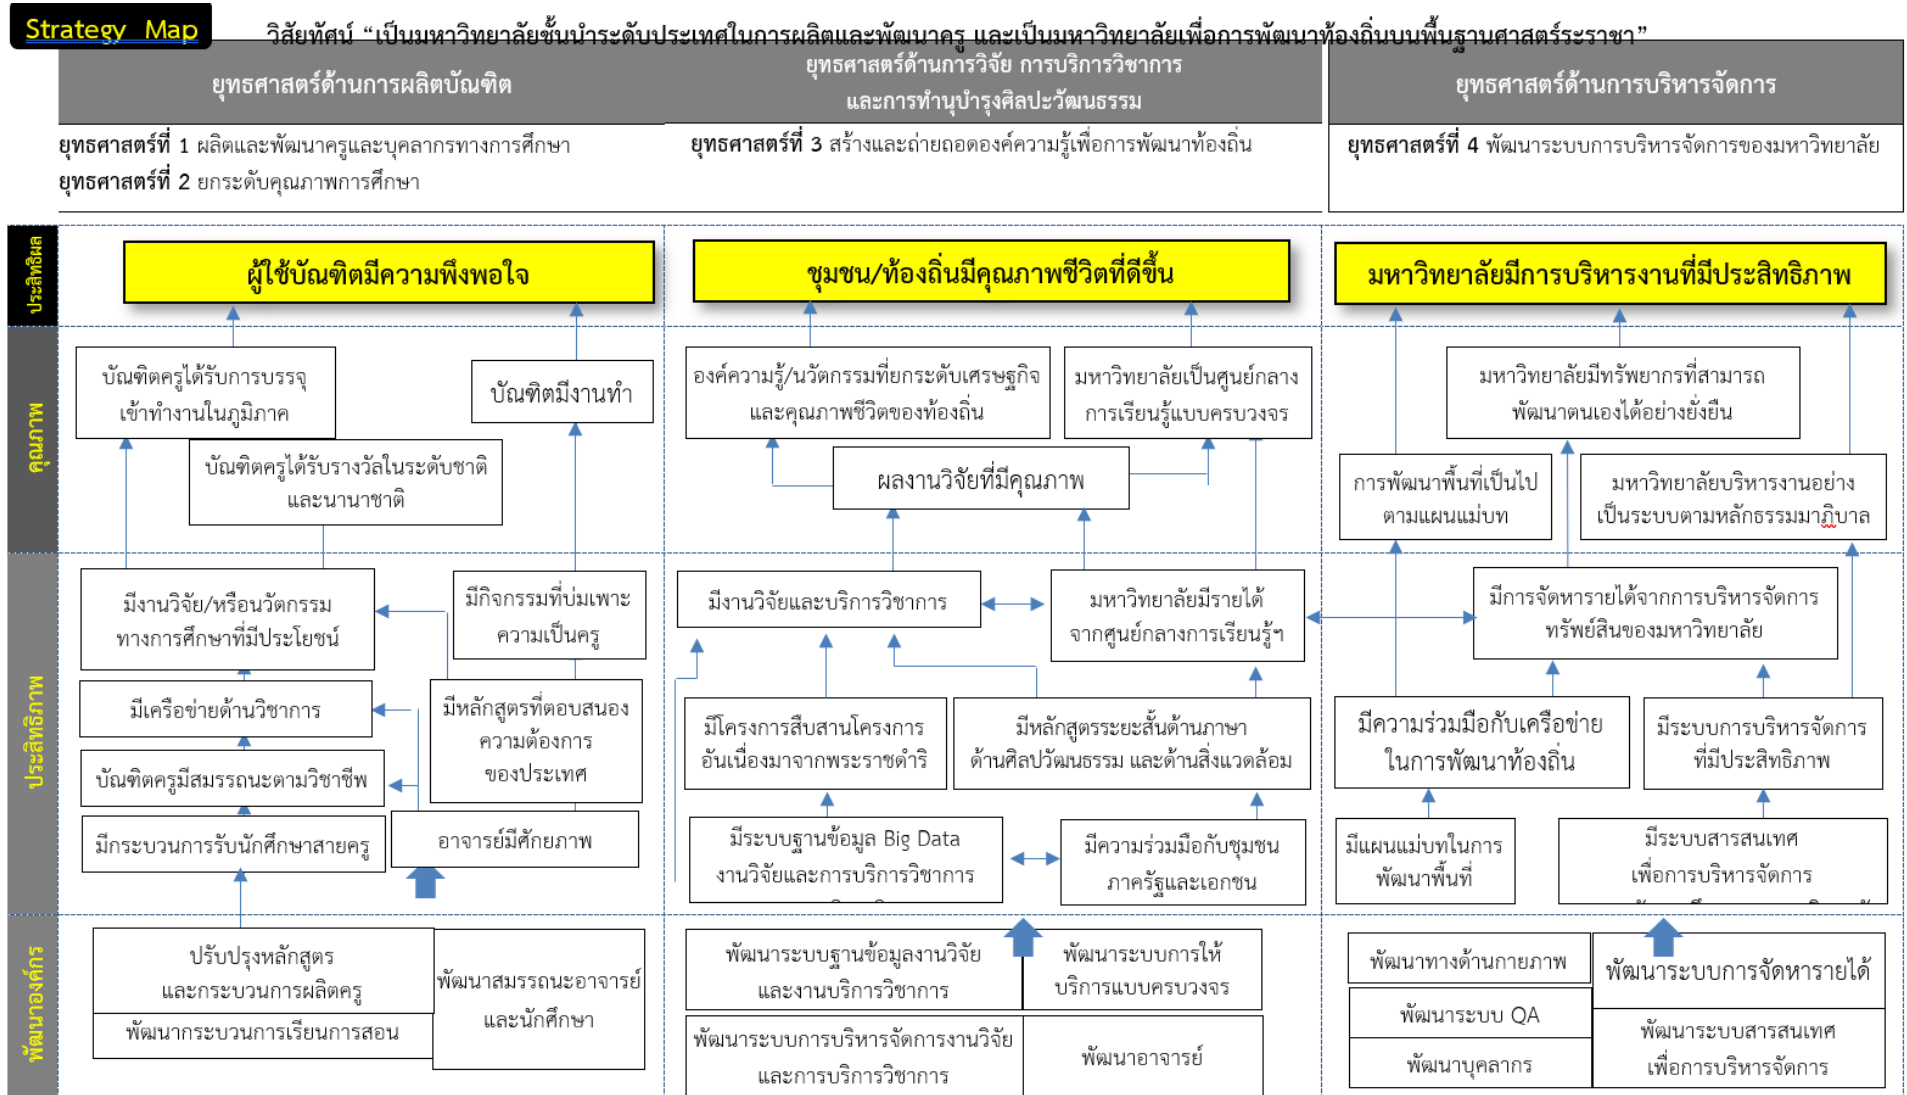 Strategy Map
วิสัยทัศน์ “เป็นมหาวิทยาลัยชั้นนำระดับประเทศในการผลิตและพัฒนาครู และเป็นมหาวิทยาลัยเพื่อการพัฒนาท้องถิ่นบนพื้นฐานศาสตร์ระราชา”
ยุทธศาสตร์ด้านการผลิตบัณฑิต
ยุทธศาสตร์ด้านการวิจัย การบริการวิชาการ
และการทำนุบำรุงศิลปะวัฒนธรรม
ยุทธศาสตร์ด้านการบริหารจัดการ
ยุทธศาสตร์ที่ 1 ผลิตและพัฒนาครูและบุคลากรทางการศึกษา
ยุทธศาสตร์ที่ 2 ยกระดับคุณภาพการศึกษา
ยุทธศาสตร์ที่ 3 สร้างและถ่ายถอดองค์ความรู้เพื่อการพัฒนาท้องถิ่น
ยุทธศาสตร์ที่ 4 พัฒนาระบบการบริหารจัดการของมหาวิทยาลัย
ประสิทธิผล
ผู้ใช้บัณฑิตมีความพึงพอใจ
ชุมชน/ท้องถิ่นมีคุณภาพชีวิตที่ดีขึ้น
มหาวิทยาลัยมีการบริหารงานที่มีประสิทธิภาพ
คุณภาพ
บัณฑิตครูได้รับการบรรจุ
เข้าทำงานในภูมิภาค
บัณฑิตมีงานทำ
บัณฑิตครูได้รับรางวัลในระดับชาติ
และนานาชาติ
องค์ความรู้/นวัตกรรมที่ยกระดับเศรษฐกิจ
และคุณภาพชีวิตของท้องถิ่น
มหาวิทยาลัยเป็นศูนย์กลาง
การเรียนรู้แบบครบวงจร
ผลงานวิจัยที่มีคุณภาพ
มหาวิทยาลัยมีทรัพยากรที่สามารถ
พัฒนาตนเองได้อย่างยั่งยืน
การพัฒนาพื้นที่เป็นไป
ตามแผนแม่บท
มหาวิทยาลัยบริหารงานอย่าง
เป็นระบบตามหลักธรรมมาภิบาล
ประสิทธิภาพ
มีงานวิจัย/หรือนวัตกรรม
ทางการศึกษาที่มีประโยชน์
มีกิจกรรมที่บ่มเพาะ
ความเป็นครู
มีเครือข่ายด้านวิชาการ
มีหลักสูตรที่ตอบสนอง
ความต้องการ
ของประเทศ
บัณฑิตครูมีสมรรถนะตามวิชาชีพ
มีกระบวนการรับนักศึกษาสายครู
อาจารย์มีศักยภาพ
มีงานวิจัยและบริการวิชาการ
มหาวิทยาลัยมีรายได้
จากศูนย์กลางการเรียนรู้ฯ
มีโครงการสืบสานโครงการ
อันเนื่องมาจากพระราชดำริ
มีหลักสูตรระยะสั้นด้านภาษา
ด้านศิลปวัฒนธรรม และด้านสิ่งแวดล้อม
มีระบบฐานข้อมูล Big Data
งานวิจัยและการบริการวิชาการ
มีความร่วมมือกับชุมชน
ภาครัฐและเอกชน
มีการจัดหารายได้จากการบริหารจัดการ
ทรัพย์สินของมหาวิทยาลัย
มีความร่วมมือกับเครือข่าย
ในการพัฒนาท้องถิ่น
มีระบบการบริหารจัดการ
ที่มีประสิทธิภาพ
มีแผนแม่บทในการ
พัฒนาพื้นที่
มีระบบสารสนเทศ
เพื่อการบริหารจัดการ
พัฒนาองค์กร
ปรับปรุงหลักสูตร
และกระบวนการผลิตครู
พัฒนากระบวนการเรียนการสอน
พัฒนาสมรรถนะอาจารย์
และนักศึกษา
พัฒนาระบบฐานข้อมูลงานวิจัย
และงานบริการวิชาการ
พัฒนาระบบการให้
บริการแบบครบวงจร
พัฒนาระบบการบริหารจัดการงานวิจัย
และการบริการวิชาการ
พัฒนาอาจารย์
พัฒนาทางด้านกายภาพ
พัฒนาระบบ QA
พัฒนาบุคลากร
พัฒนาระบบการจัดหารายได้
พัฒนาระบบสารสนเทศ
เพื่อการบริหารจัดการ